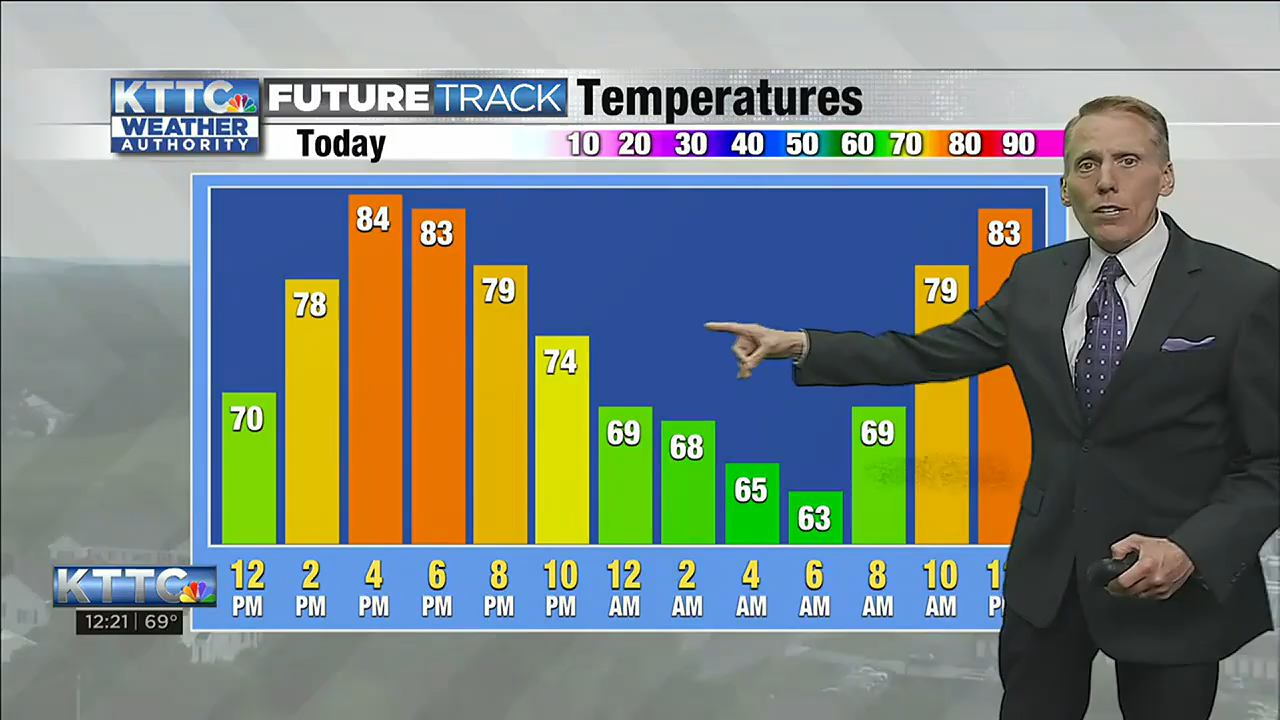 KTTC FUTURE TRACK Temperatures
WEATHER
AUTHORITY
Today 10 20 30 40 50 60 70 80 90
70 78 84 83 79 74 69 68 65 63 69 79 83
12 2 4 6 8 10 12 2 4 6 8 10
PM PM PM PM PM PM AM AM AM AM AM AM
KTTC
12:21 69°